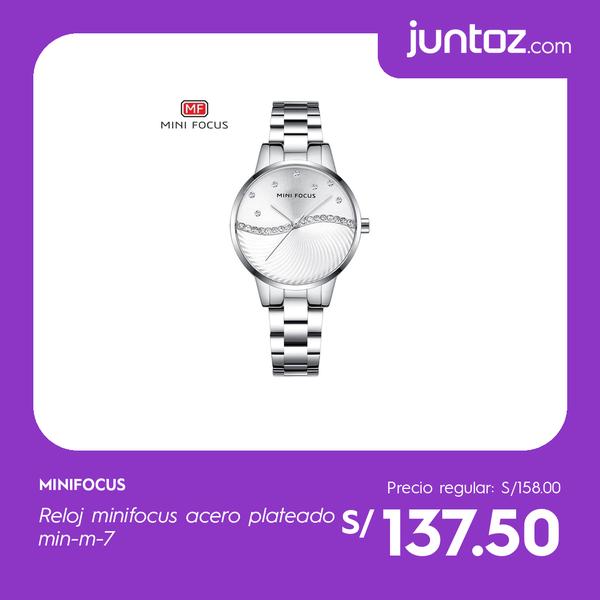 juntoz.com
MF
MINI FOCUS
MINI FOCUS
MINIFOCUS
Reloj minifocus acero plateado
min-m-7
Precio regular: S/158.00
S/ 137.50